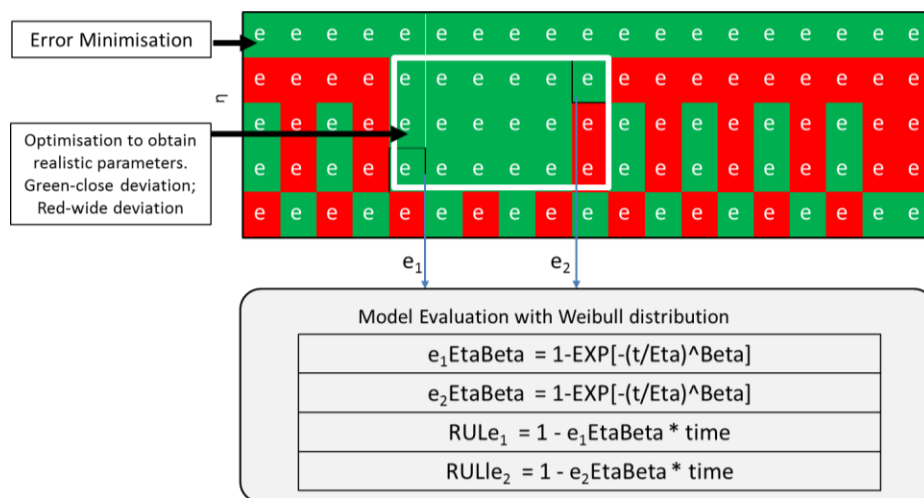 Error Minimisation
e e e e e e e e e e e e e e e e e e e
e e e e e e e e e e e e e e e e e e e
η
e e e e e e e e e e e e e e e e e e e
e e e e e e e e e e e e e e e e e e e
e e e e e e e e e e e e e e e e e e e
Optimisation to obtain
realistic parameters.
Green-close deviation;
Red-wide deviation
e₁ e₂
Model Evaluation with Weibull distribution
e₁EtaBeta = 1-EXP[-(t/Eta)^Beta]
e₂EtaBeta = 1-EXP[-(t/Eta)^Beta]
RULe₁ = 1 - e₁EtaBeta * time
RULle₂ = 1 - e₂EtaBeta * time